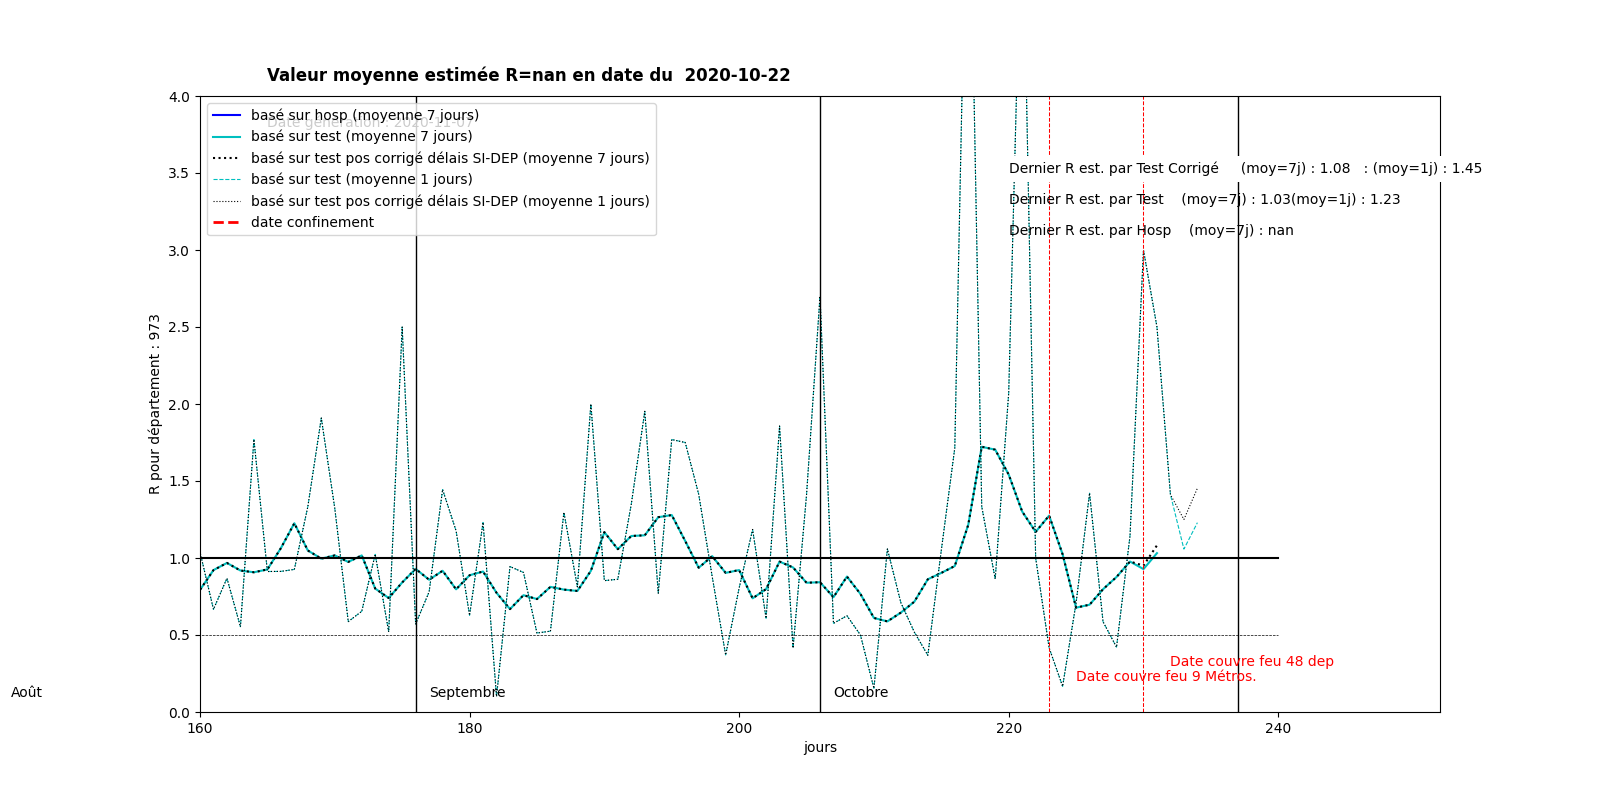 Valeur moyenne estimée R=nan en date du  2020-10-22
Date génération : 2020-11-07
basé sur hosp (moyenne 7 jours)
basé sur test (moyenne 7 jours)
basé sur test pos corrigé délais SI-DEP (moyenne 7 jours)
basé sur test (moyenne 1 jours)
basé sur test pos corrigé délais SI-DEP (moyenne 1 jours)
date confinement
Dernier R est. par Test Corrigé     (moy=7j) : 1.08   : (moy=1j) : 1.45
Dernier R est. par Test    (moy=7j) : 1.03(moy=1j) : 1.23
Dernier R est. par Hosp    (moy=7j) : nan
R pour département : 973
4.0
3.5
3.0
2.5
2.0
1.5
1.0
0.5
0.0
Date couvre feu 48 dep
Date couvre feu 9 Métros.
Août
Septembre
Octobre
160
180
200
220
240
jours